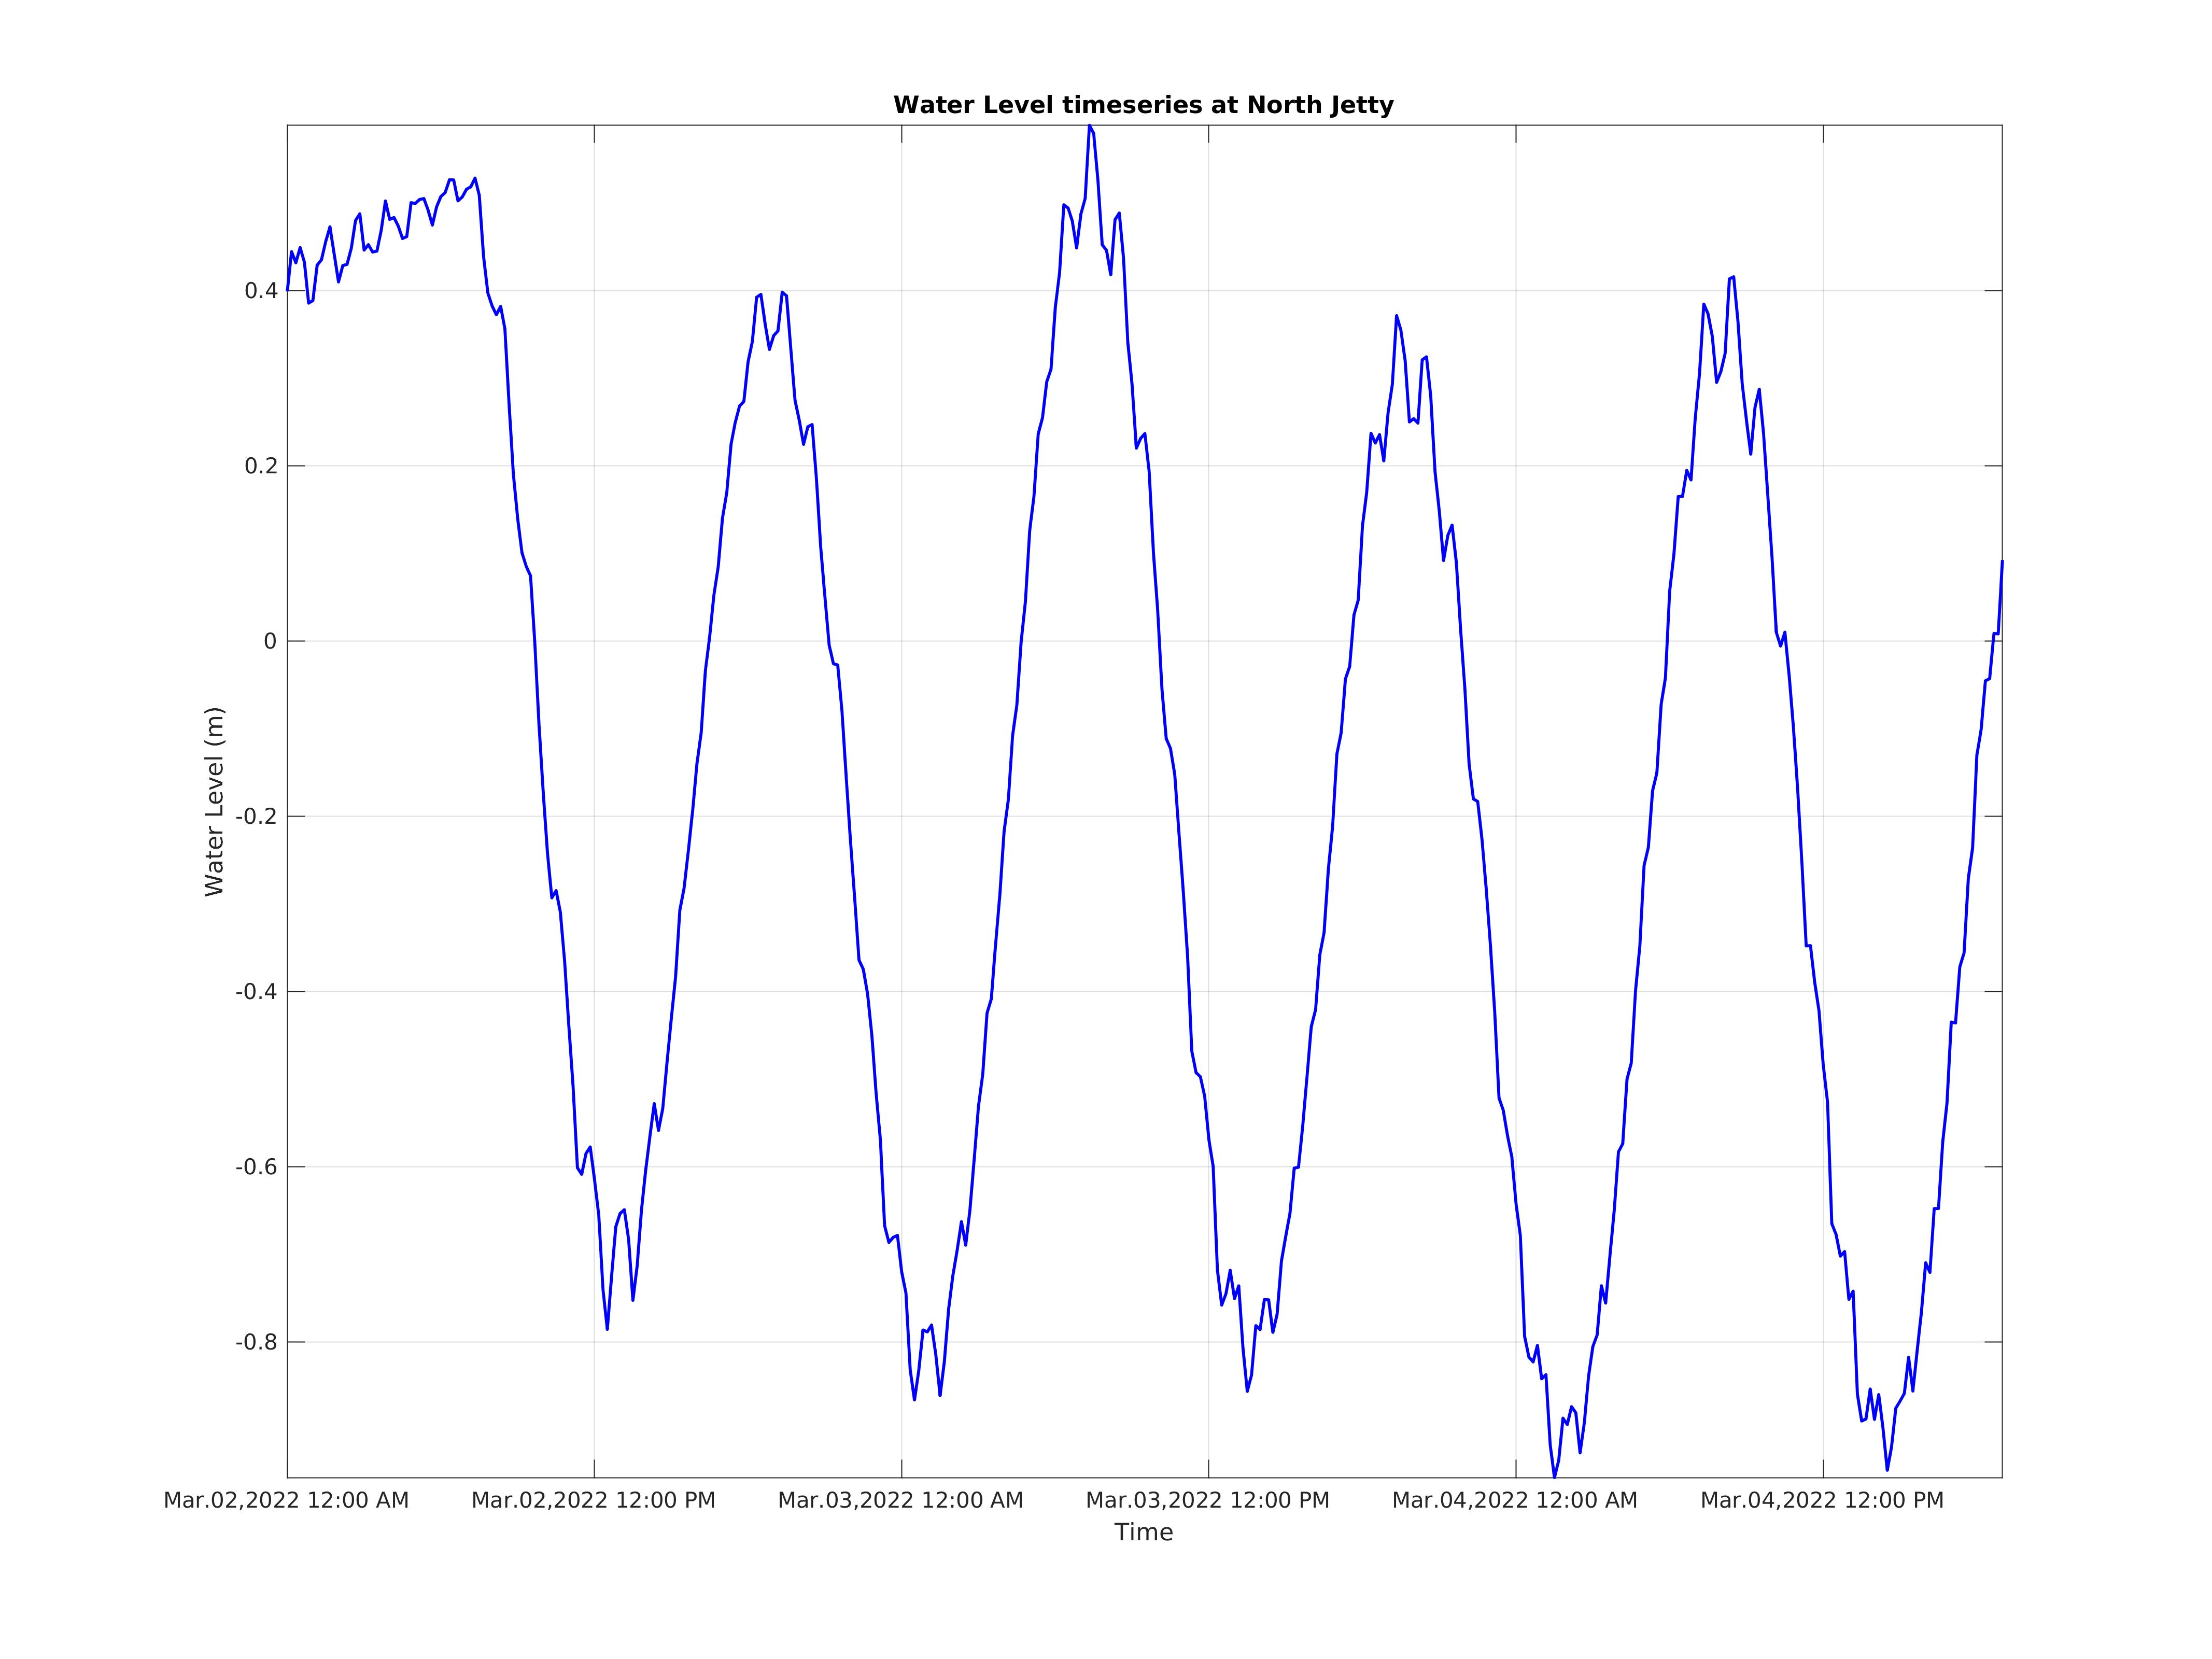 Water Level timeseries at North Jetty
0.4
0.2
0
-0.2
-0.4
-0.6
-0.8
Water Level (m)
Mar.02,2022 12:00 AM
Mar.02,2022 12:00 PM
Mar.03,2022 12:00 AM
Mar.03,2022 12:00 PM
Mar.04,2022 12:00 AM
Mar.04,2022 12:00 PM
Time